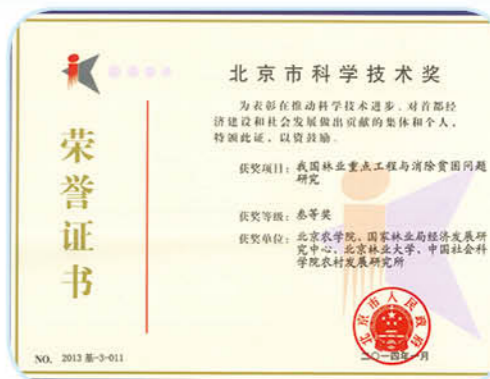 荣誉证书
北京市科学技术奖
为表彰在推动科学技术进步、对首都经
济建设和社会发展做出贡献的集体和个人,
特颁此证,以资鼓励。
获奖项目:我国林业重点工程与消除贫困问题
研究
获奖等级:叁等奖
获奖单位:北京农学院、国家林业局经济发展研
究中心、北京林业大学、中国社会科
学院农村发展研究所
北京市人民政府
二〇一四年一月
NO. 2013 基-3-011